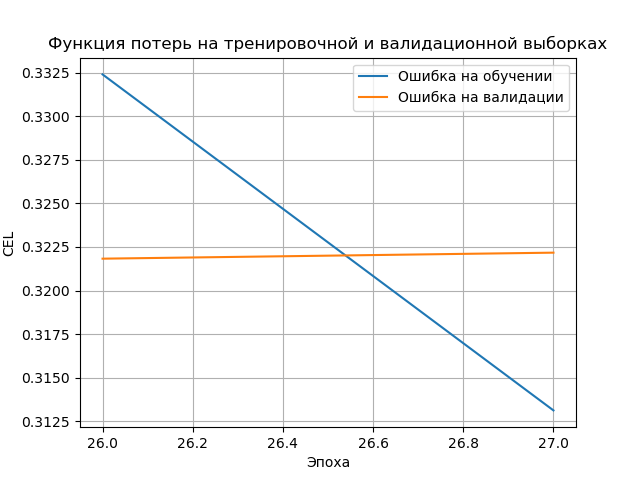 Функция потерь на тренировочной и валидационной выборках
Ошибка на обучении
Ошибка на валидации
CEL
0.3325
0.3300
0.3275
0.3250
0.3225
0.3200
0.3175
0.3150
0.3125
26.0 26.2 26.4 26.6 26.8 27.0
Эпоха